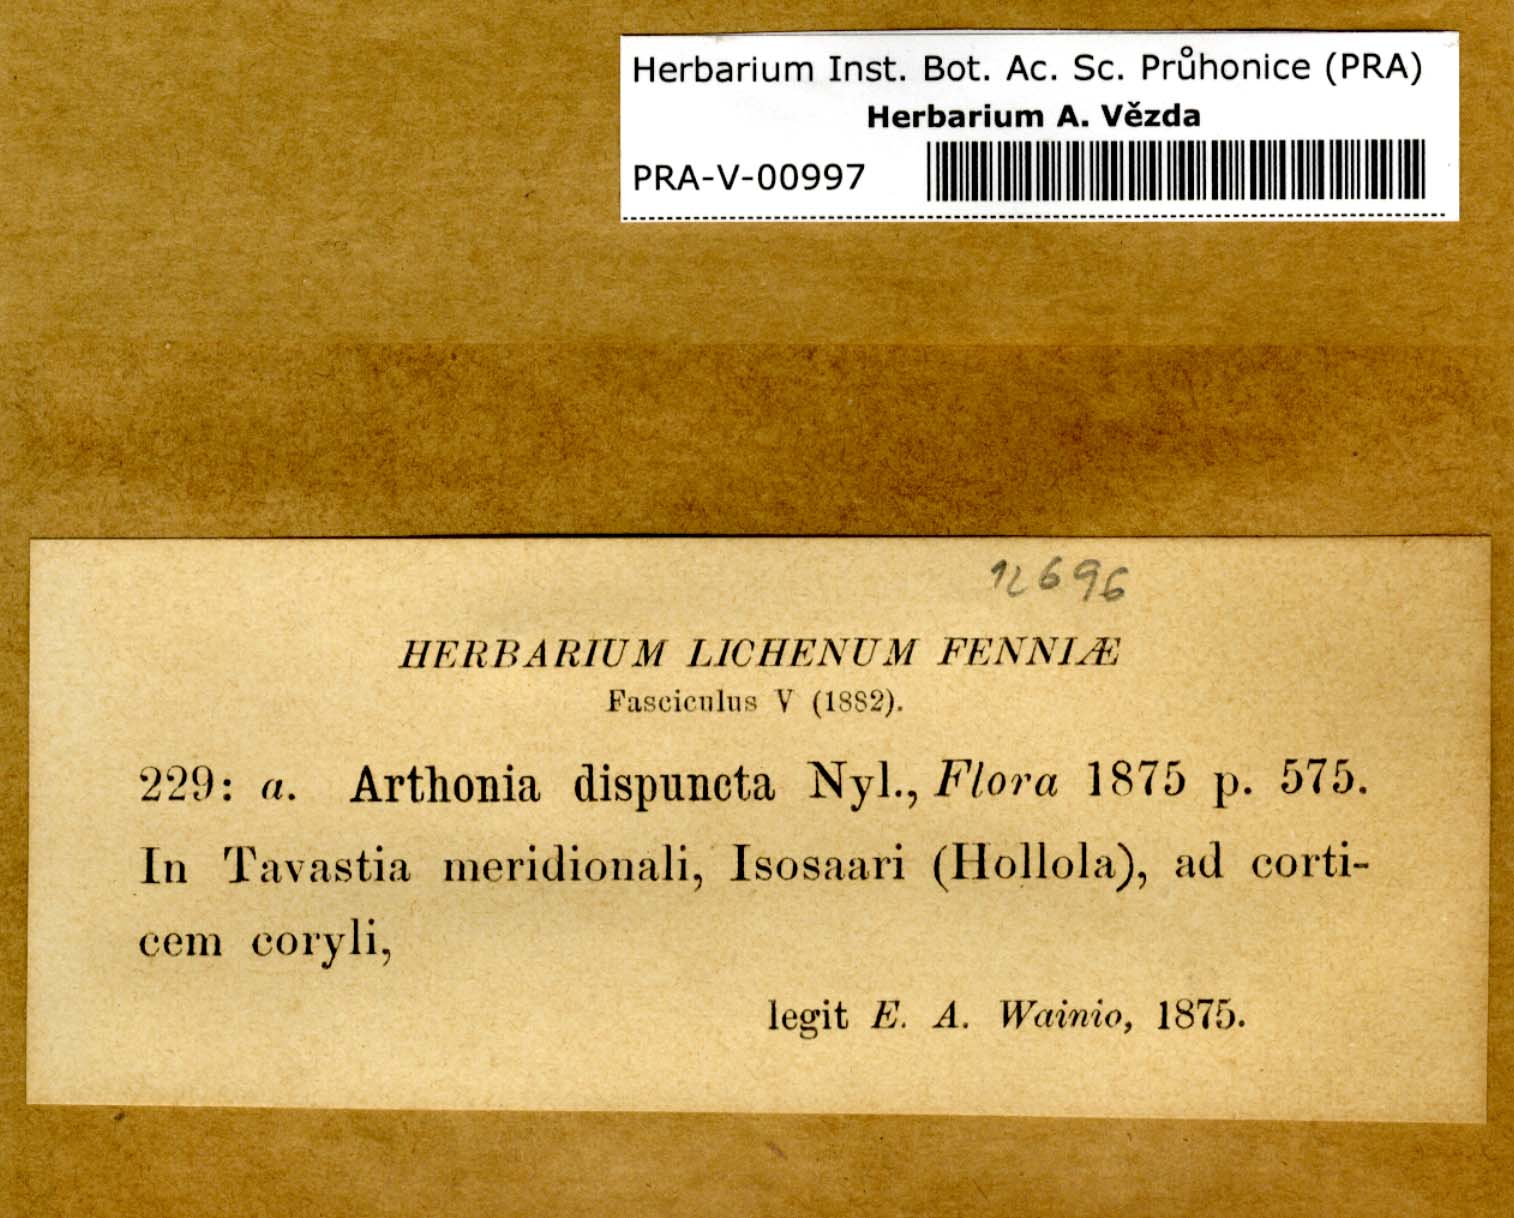 Herbarium Inst. Bot. Ac. Sc. Průhonice (PRA)
Herbarium A. Vězda
PRA-V-00997
12696
HERBARIUM LICHENUM FENNIÆ
Fasciculus V (1882).
229: a. Arthonia dispuncta Nyl., Flora 1875 p. 575.
In Tavastia meridionali, Isosaari (Hollola), ad corti-
cem coryli,
legit E. A. Wainio, 1875.